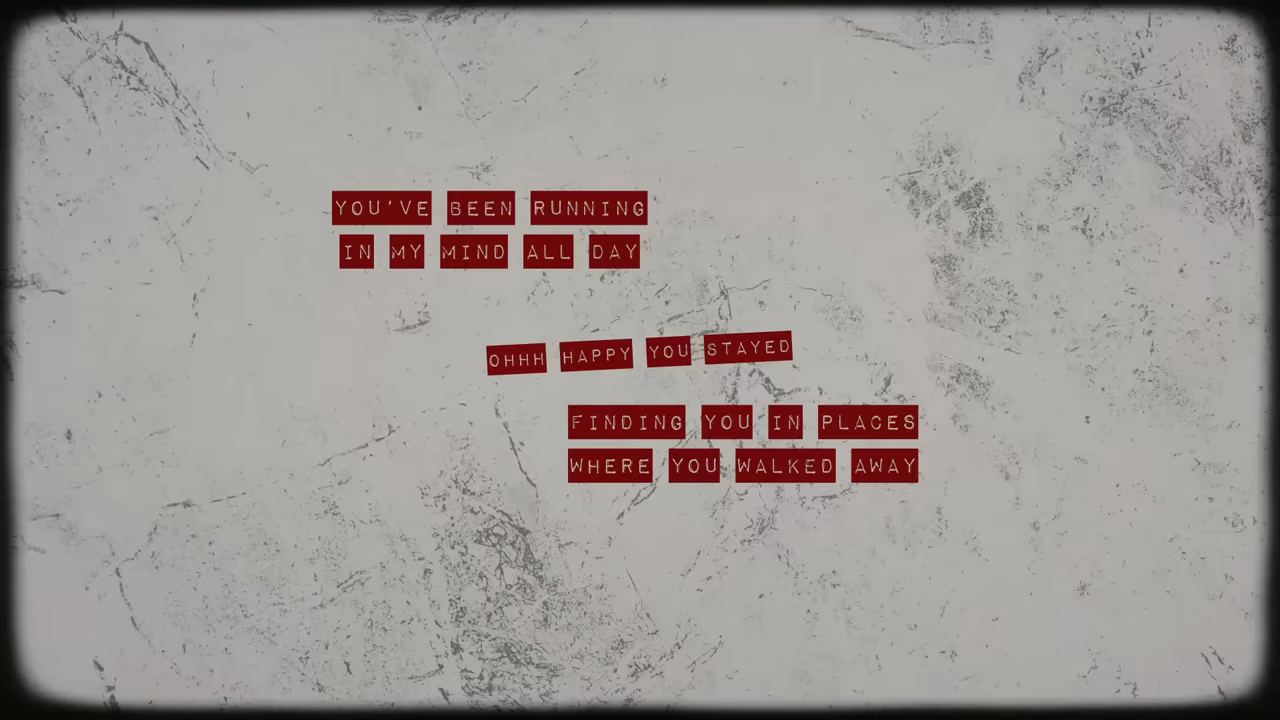 YOU'VE BEEN RUNNING
IN MY MIND ALL DAY
OHHH HAPPY YOU STAYED
FINDING YOU IN PLACES
WHERE YOU WALKED AWAY